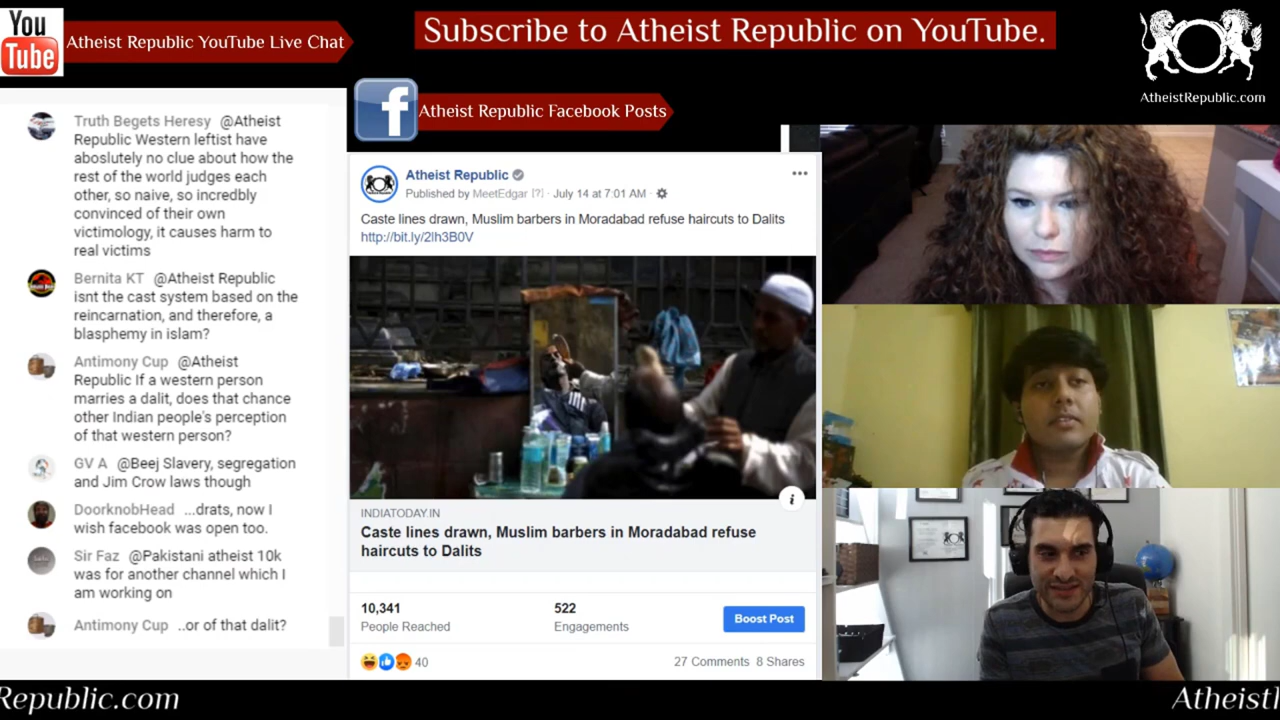 You
Tube
Atheist Republic YouTube Live Chat
Subscribe to Atheist Republic on YouTube.
AtheistRepublic.com
f
Atheist Republic Facebook Posts
Truth Begets Heresy @Atheist
Republic Western leftist have
aboslutely no clue about how the
rest of the world judges each
other, so naive, so incredbly
convinced of their own
victimology, it causes harm to
real victims
Bernita KT @Atheist Republic
isnt the cast system based on the
reincarnation, and therefore, a
blasphemy in islam?
Antimony Cup @Atheist
Republic If a western person
marries a dalit, does that chance
other Indian people's perception
of that western person?
GV A @Beej Slavery, segregation
and Jim Crow laws though
DoorknobHead ...drats, now I
wish facebook was open too.
Sir Faz @Pakistani atheist 10k
was for another channel which I
am working on
Antimony Cup ..or of that dalit?
Atheist Republic
Published by MeetEdgar [?] · July 14 at 7:01 AM ·
Caste lines drawn, Muslim barbers in Moradabad refuse haircuts to Dalits
http://bit.ly/2lh3B0V
i
INDIATODAY.IN
Caste lines drawn, Muslim barbers in Moradabad refuse
haircuts to Dalits
10,341
People Reached
522
Engagements
Boost Post
40
27 Comments 8 Shares
Republic.com
Atheist